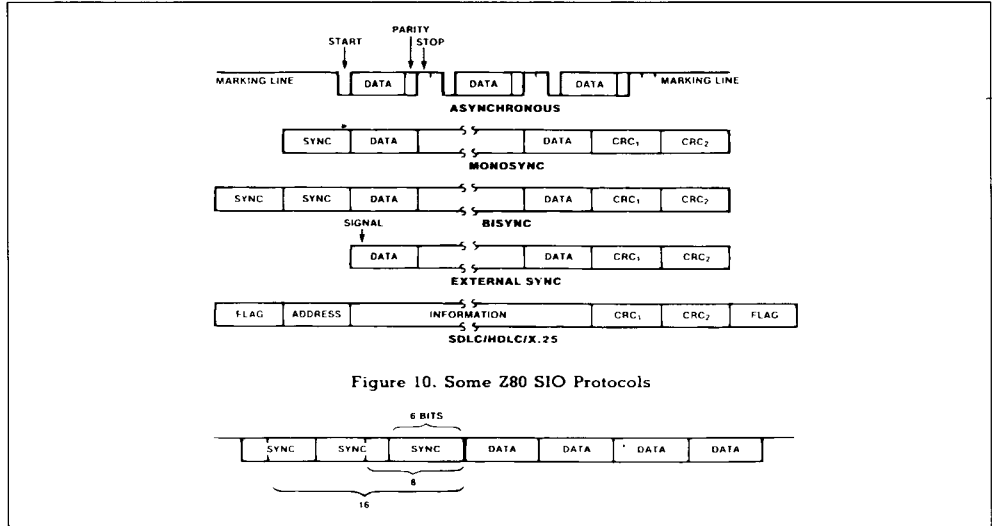 PARITY
START STOP
MARKING LINE DATA DATA DATA MARKING LINE
ASYNCHRONOUS
SYNC DATA DATA CRC₁ CRC₂
MONOSYNC
SYNC SYNC DATA DATA CRC₁ CRC₂
BISYNC
SIGNAL
DATA DATA CRC₁ CRC₂
EXTERNAL SYNC
FLAG ADDRESS INFORMATION CRC₁ CRC₂ FLAG
SDLC/HDLC/X.25
Figure 10. Some Z80 SIO Protocols
6 BITS
SYNC SYNC SYNC DATA DATA DATA DATA
8
16